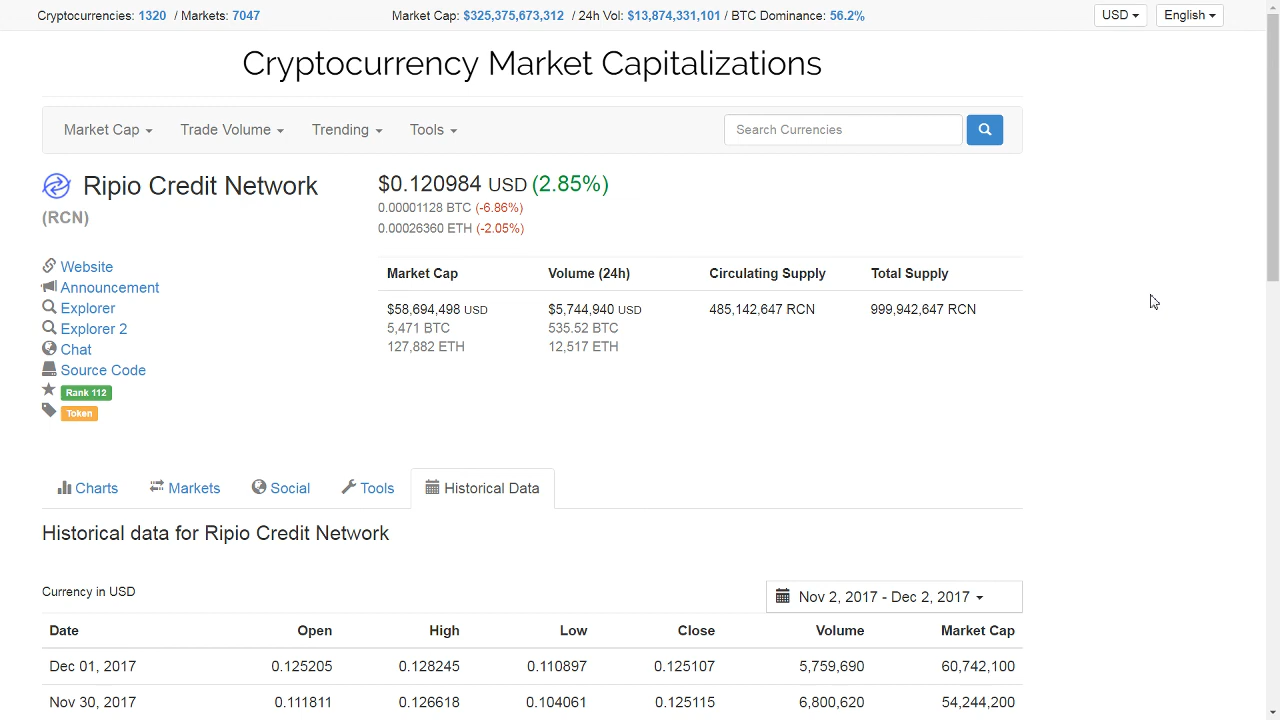 Cryptocurrencies: 1320 / Markets: 7047 Market Cap: $325,375,673,312 / 24h Vol: $13,874,331,101 / BTC Dominance: 56.2% USD English
Cryptocurrency Market Capitalizations
Market Cap Trade Volume Trending Tools Search Currencies
Ripio Credit Network $0.120984 USD (2.85%)
(RCN) 0.00001128 BTC (-6.86%)
0.00026360 ETH (-2.05%)
Website
Announcement
Explorer
Explorer 2
Chat
Source Code
Rank 112
Token
Market Cap Volume (24h) Circulating Supply Total Supply
$58,694,498 USD $5,744,940 USD 485,142,647 RCN 999,942,647 RCN
5,471 BTC 535.52 BTC
127,882 ETH 12,517 ETH
Charts Markets Social Tools Historical Data
Historical data for Ripio Credit Network
Currency in USD Nov 2, 2017 - Dec 2, 2017
Date Open High Low Close Volume Market Cap
Dec 01, 2017 0.125205 0.128245 0.110897 0.125107 5,759,690 60,742,100
Nov 30, 2017 0.111811 0.126618 0.104061 0.125115 6,800,620 54,244,200